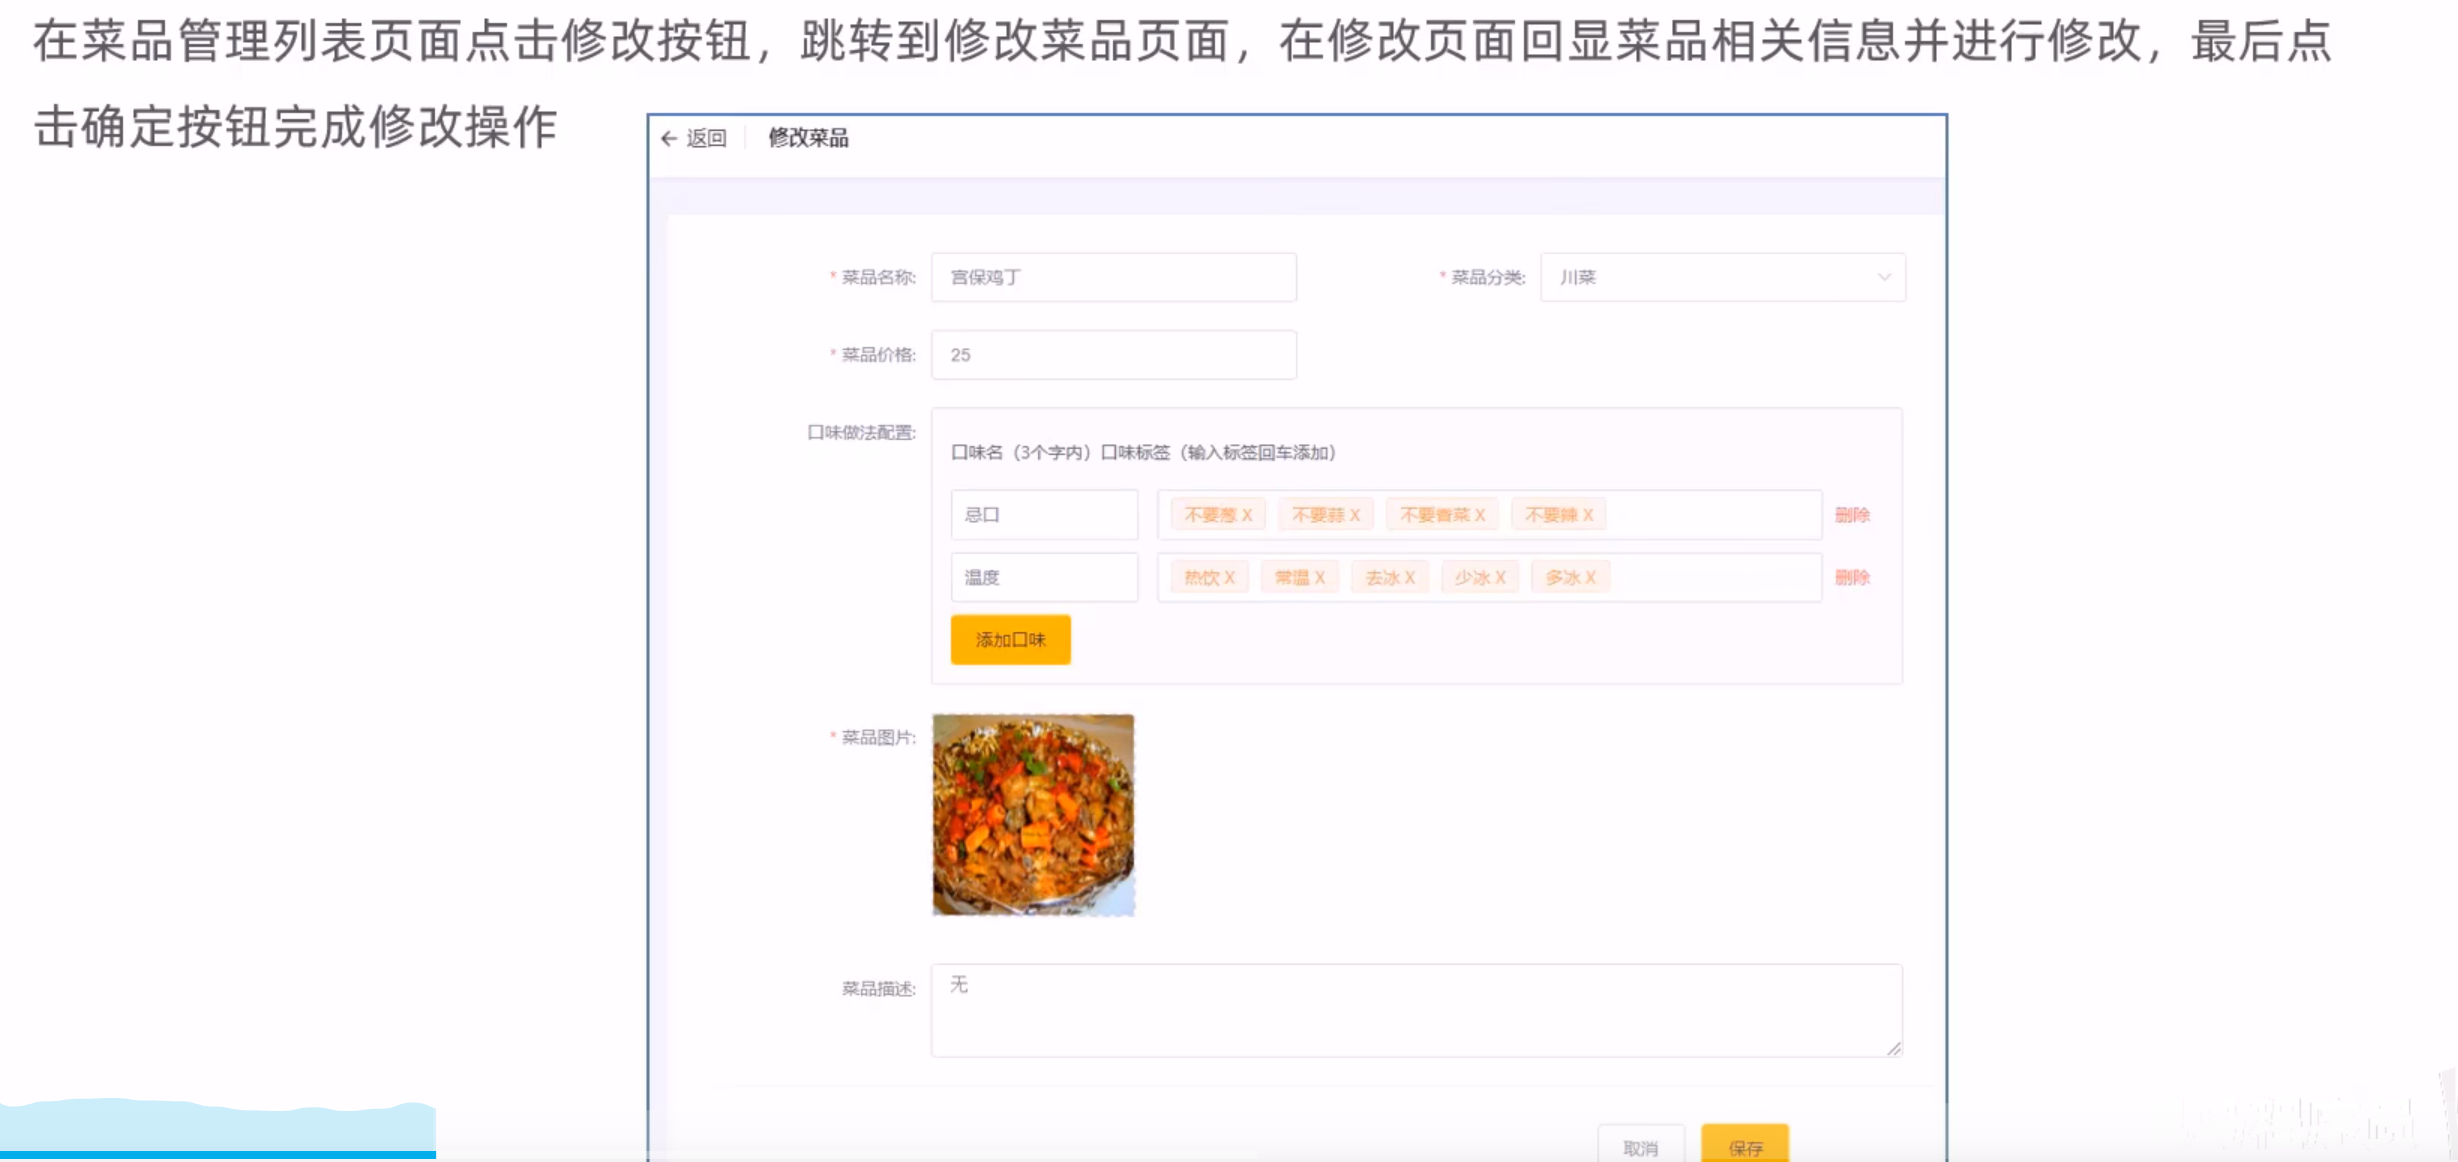 在菜品管理列表页面点击修改按钮，跳转到修改菜品页面，在修改页面回显菜品相关信息并进行修改，最后点
击确定按钮完成修改操作
← 返回 修改菜品
* 菜品名称: 宫保鸡丁 * 菜品分类: 川菜
* 菜品价格: 25
口味做法配置:
口味名（3个字内）口味标签（输入标签回车添加）
忌口 不要葱 X 不要蒜 X 不要香菜 X 不要辣 X 删除
温度 热饮 X 常温 X 去冰 X 少冰 X 多冰 X 删除
添加口味
* 菜品图片:
菜品描述: 无
取消 保存